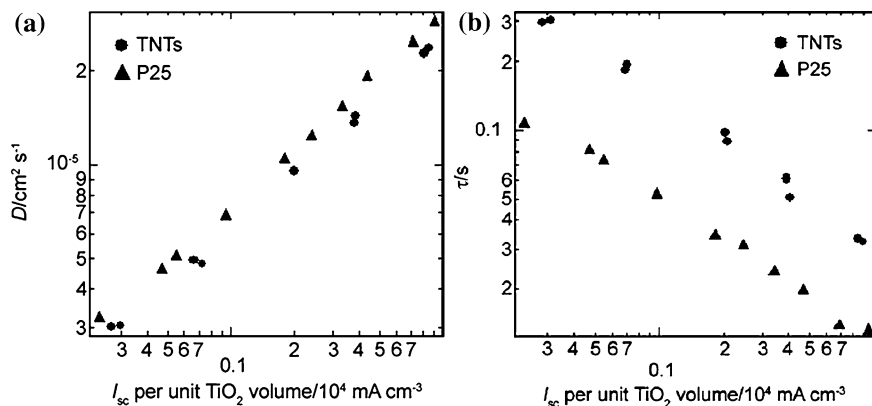 (a)
TNTs
P25
2
10⁻⁵
9
8
7
6
5
4
3
D/cm² s⁻¹
3 4 5 6 7 2 3 4 5 6 7
0.1
I_sc per unit TiO₂ volume/10⁴ mA cm⁻³
(b)
TNTs
P25
3
2
0.1
6
5
4
3
2
τ/s
3 4 5 6 7 2 3 4 5 6 7
0.1
I_sc per unit TiO₂ volume/10⁴ mA cm⁻³